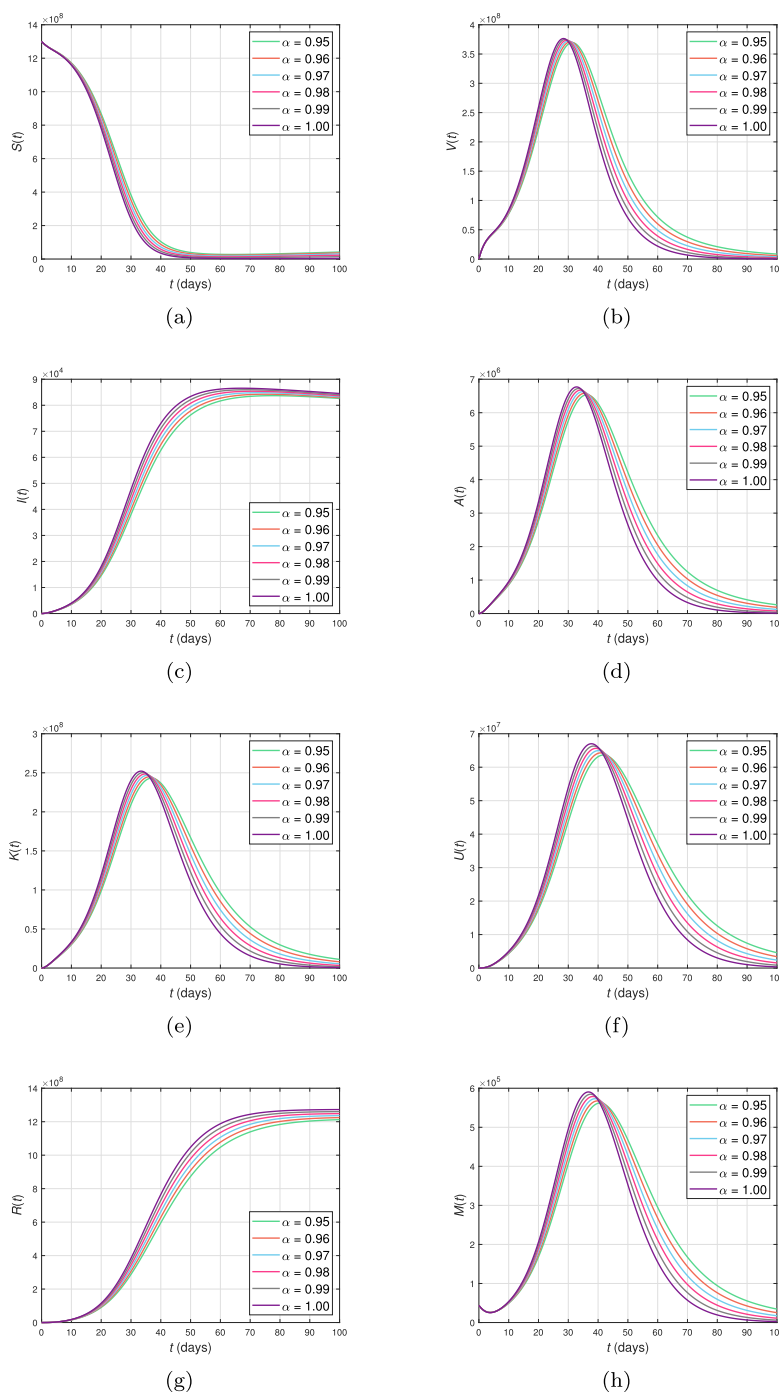 ×10⁸
14
12
10
8
6
4
2
0
S(t)
α = 0.95
α = 0.96
α = 0.97
α = 0.98
α = 0.99
α = 1.00
0 10 20 30 40 50 60 70 80 90 100
t (days)
(a)
×10⁸
4
3.5
3
2.5
2
1.5
1
0.5
0
V(t)
α = 0.95
α = 0.96
α = 0.97
α = 0.98
α = 0.99
α = 1.00
0 10 20 30 40 50 60 70 80 90 100
t (days)
(b)
×10⁴
9
8
7
6
5
4
3
2
1
0
I(t)
α = 0.95
α = 0.96
α = 0.97
α = 0.98
α = 0.99
α = 1.00
0 10 20 30 40 50 60 70 80 90 100
t (days)
(c)
×10⁶
7
6
5
4
3
2
1
0
A(t)
α = 0.95
α = 0.96
α = 0.97
α = 0.98
α = 0.99
α = 1.00
0 10 20 30 40 50 60 70 80 90 100
t (days)
(d)
×10⁸
3
2.5
2
1.5
1
0.5
0
K(t)
α = 0.95
α = 0.96
α = 0.97
α = 0.98
α = 0.99
α = 1.00
0 10 20 30 40 50 60 70 80 90 100
t (days)
(e)
×10⁷
7
6
5
4
3
2
1
0
U(t)
α = 0.95
α = 0.96
α = 0.97
α = 0.98
α = 0.99
α = 1.00
0 10 20 30 40 50 60 70 80 90 100
t (days)
(f)
×10⁸
14
12
10
8
6
4
2
0
R(t)
α = 0.95
α = 0.96
α = 0.97
α = 0.98
α = 0.99
α = 1.00
0 10 20 30 40 50 60 70 80 90 100
t (days)
(g)
×10⁵
6
5
4
3
2
1
0
M(t)
α = 0.95
α = 0.96
α = 0.97
α = 0.98
α = 0.99
α = 1.00
0 10 20 30 40 50 60 70 80 90 100
t (days)
(h)